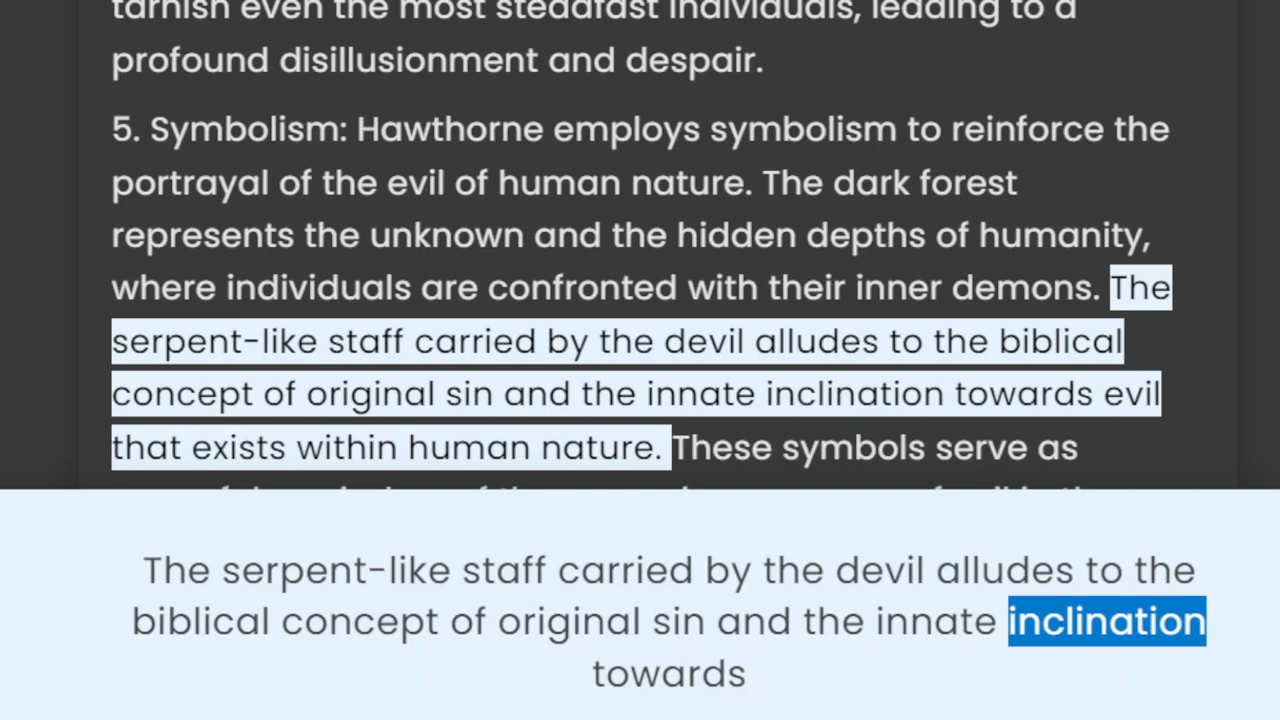 tarnish even the most steadfast individuals, leading to a
profound disillusionment and despair.
5. Symbolism: Hawthorne employs symbolism to reinforce the
portrayal of the evil of human nature. The dark forest
represents the unknown and the hidden depths of humanity,
where individuals are confronted with their inner demons. The
serpent-like staff carried by the devil alludes to the biblical
concept of original sin and the innate inclination towards evil
that exists within human nature. These symbols serve as
The serpent-like staff carried by the devil alludes to the
biblical concept of original sin and the innate inclination
towards